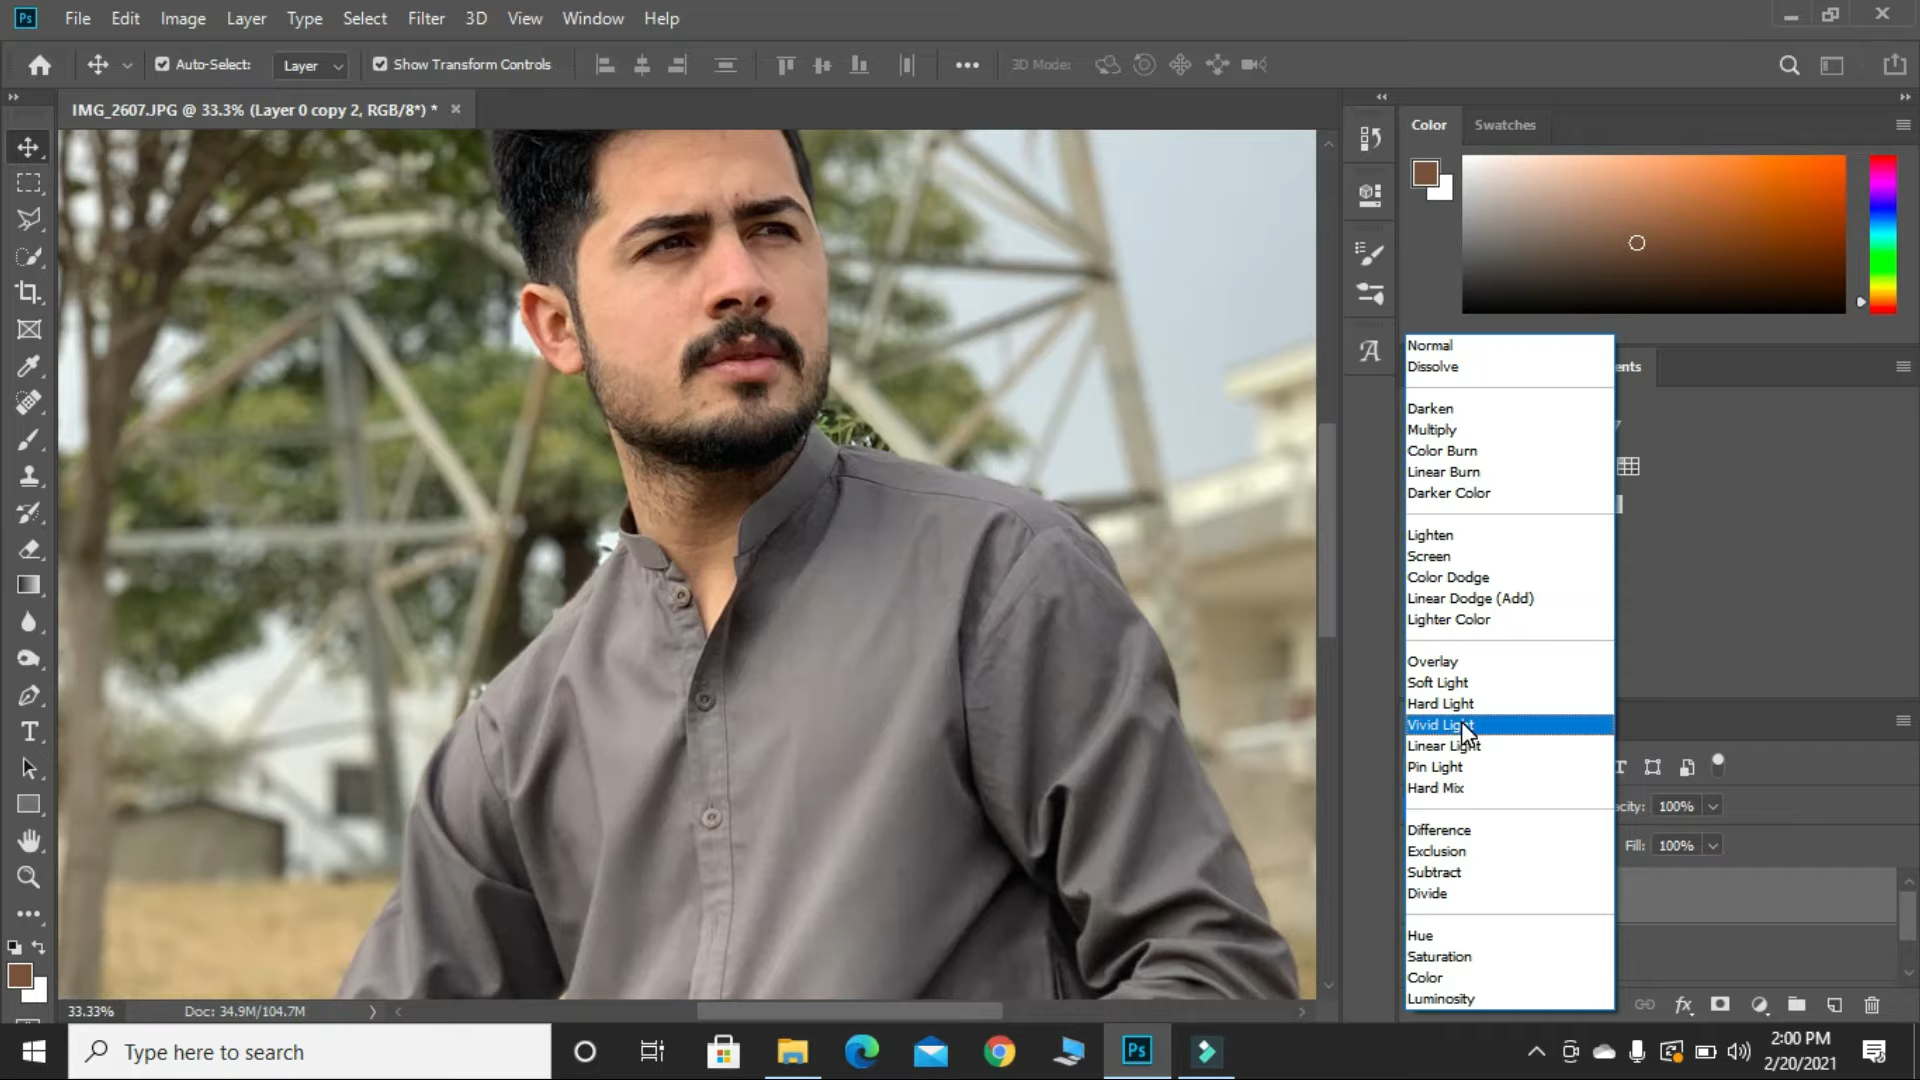 Ps File Edit Image Layer Type Select Filter 3D View Window Help
Auto-Select: Layer Show Transform Controls 3D Mode:
IMG_2607.JPG @ 33.3% (Layer 0 copy 2, RGB/8*) *
Color Swatches
Normal
Dissolve
Darken
Multiply
Color Burn
Linear Burn
Darker Color
Lighten
Screen
Color Dodge
Linear Dodge (Add)
Lighter Color
Overlay
Soft Light
Hard Light
Vivid Light
Linear Light
Pin Light
Hard Mix
Difference
Exclusion
Subtract
Divide
Hue
Saturation
Color
Luminosity
ents
acity: 100%
Fill: 100%
33.33% Doc: 34.9M/104.7M
Type here to search
Ps
2:00 PM
2/20/2021